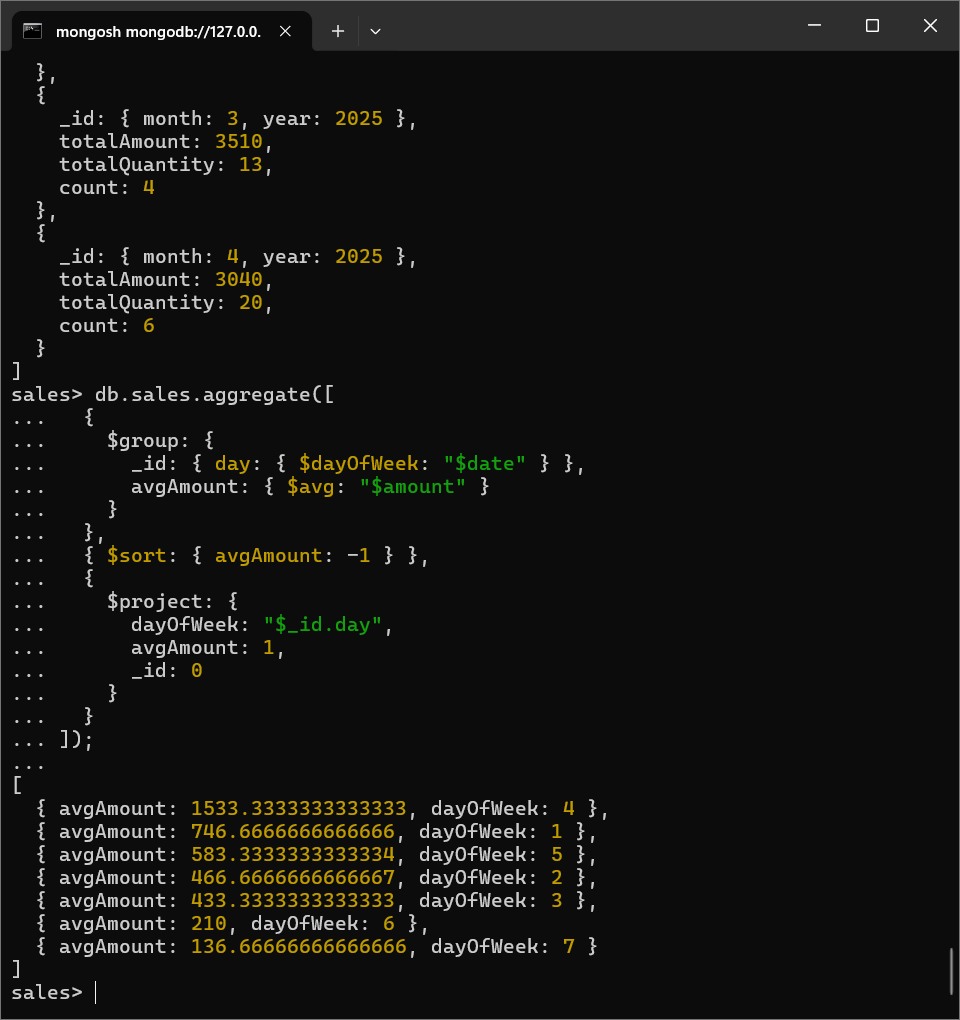 mongosh mongodb://127.0.0.
  },
  {
    _id: { month: 3, year: 2025 },
    totalAmount: 3510,
    totalQuantity: 13,
    count: 4
  },
  {
    _id: { month: 4, year: 2025 },
    totalAmount: 3040,
    totalQuantity: 20,
    count: 6
  }
]
sales> db.sales.aggregate([
...   {
...     $group: {
...       _id: { day: { $dayOfWeek: "$date" } },
...       avgAmount: { $avg: "$amount" }
...     }
...   },
...   { $sort: { avgAmount: -1 } },
...   {
...     $project: {
...       dayOfWeek: "$_id.day",
...       avgAmount: 1,
...       _id: 0
...     }
...   }
... ]);
...
[
  { avgAmount: 1533.3333333333333, dayOfWeek: 4 },
  { avgAmount: 746.6666666666666, dayOfWeek: 1 },
  { avgAmount: 583.3333333333334, dayOfWeek: 5 },
  { avgAmount: 466.6666666666667, dayOfWeek: 2 },
  { avgAmount: 433.3333333333333, dayOfWeek: 3 },
  { avgAmount: 210, dayOfWeek: 6 },
  { avgAmount: 136.66666666666666, dayOfWeek: 7 }
]
sales>